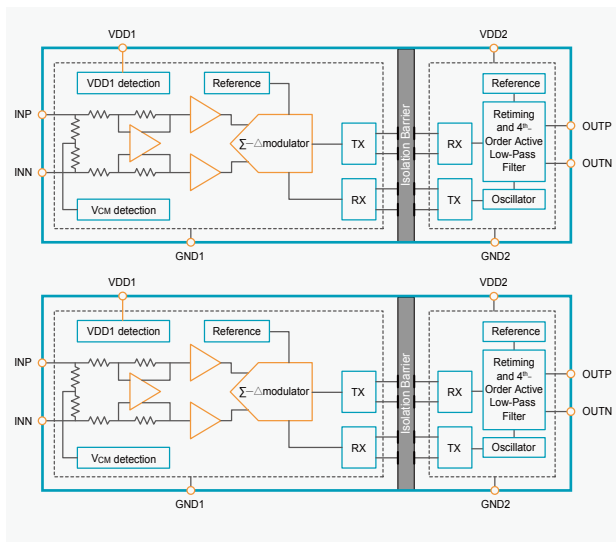 VDD1
VDD2
VDD1 detection
Reference
Reference
INP
Retiming
and 4th–
Order Active
Low-Pass
Filter
OUTP
∑–△modulator
TX
Isolation Barrier
RX
OUTN
INN
VCM detection
RX
TX
Oscillator
GND1
GND2
VDD1
VDD2
VDD1 detection
Reference
Reference
INP
Retiming
and 4th–
Order Active
Low-Pass
Filter
OUTP
∑–△modulator
TX
Isolation Barrier
RX
OUTN
INN
VCM detection
RX
TX
Oscillator
GND1
GND2